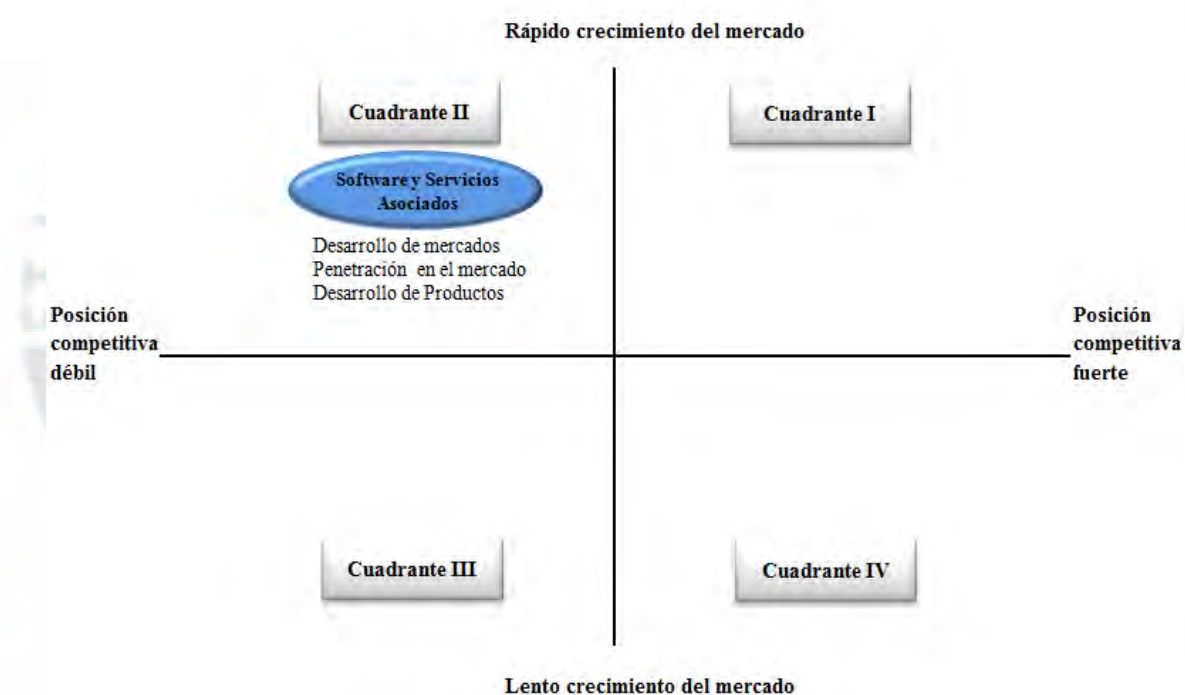 Rápido crecimiento del mercado
Cuadrante II
Cuadrante I
Software y Servicios
Asociados
Desarrollo de mercados
Penetración en el mercado
Desarrollo de Productos
Posición
competitiva
débil
Posición
competitiva
fuerte
Cuadrante III
Cuadrante IV
Lento crecimiento del mercado